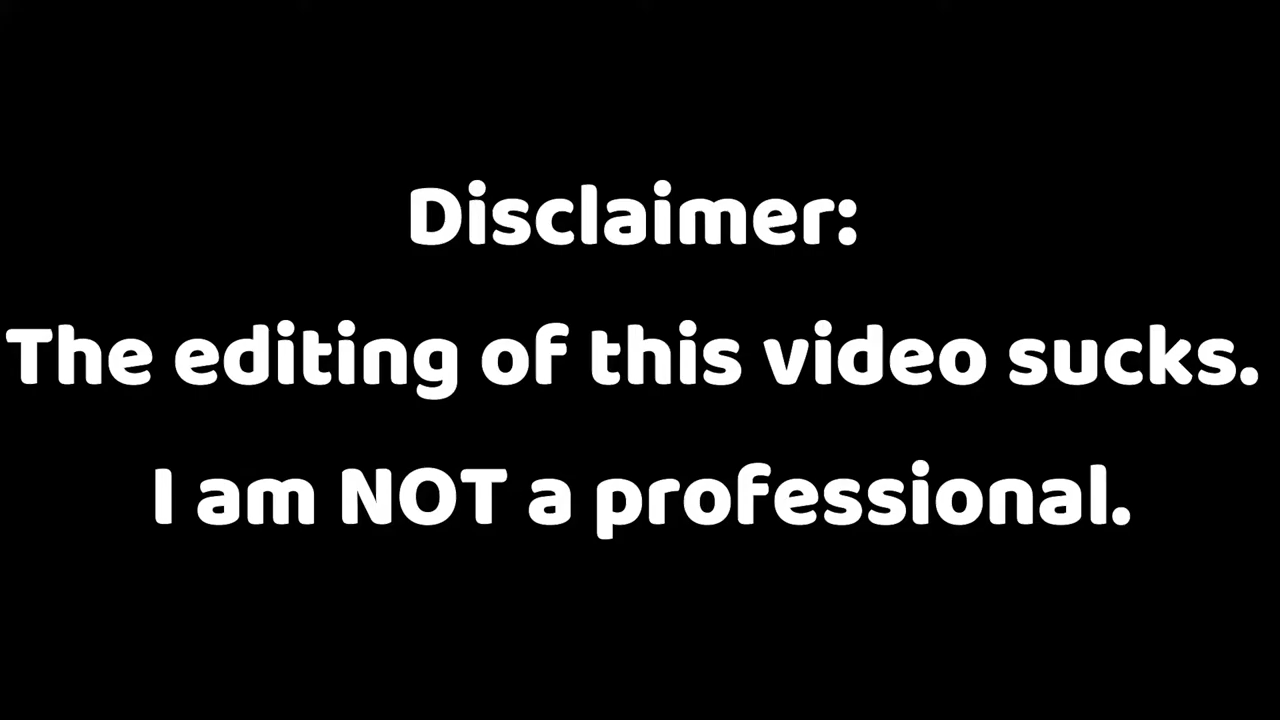 Disclaimer:
The editing of this video sucks.
I am NOT a professional.